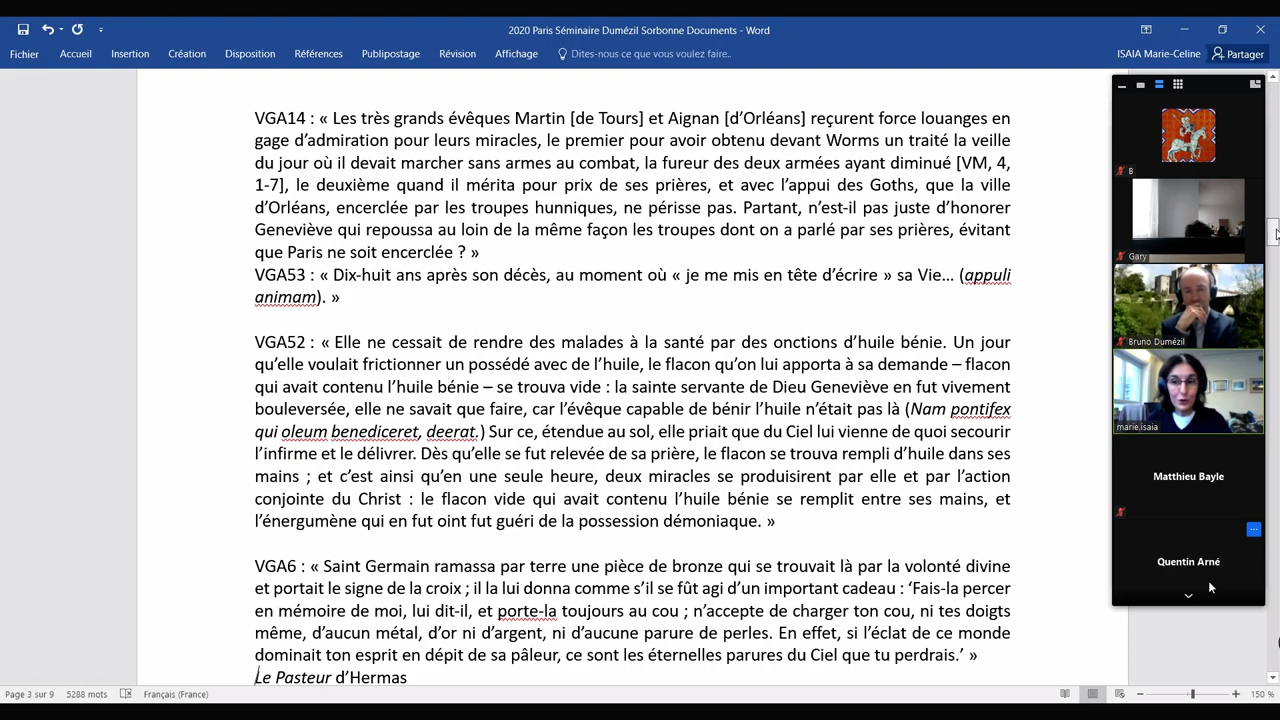 2020 Paris Séminaire Dumézil Sorbonne Documents - Word
Fichier Accueil Insertion Création Disposition Références Publipostage Révision Affichage Dites-nous ce que vous voulez faire.. ISAIA Marie-Celine Partager
VGA14 : « Les très grands évêques Martin [de Tours] et Aignan [d’Orléans] reçurent force louanges en
gage d’admiration pour leurs miracles, le premier pour avoir obtenu devant Worms un traité la veille
du jour où il devait marcher sans armes au combat, la fureur des deux armées ayant diminué [VM, 4,
1-7], le deuxième quand il mérita pour prix de ses prières, et avec l’appui des Goths, que la ville
d’Orléans, encerclée par les troupes hunniques, ne périsse pas. Partant, n’est-il pas juste d’honorer
Geneviève qui repoussa au loin de la même façon les troupes dont on a parlé par ses prières, évitant
que Paris ne soit encerclée ? »
VGA53 : « Dix-huit ans après son décès, au moment où « je me mis en tête d’écrire » sa Vie… (appuli
animam). »
VGA52 : « Elle ne cessait de rendre des malades à la santé par des onctions d’huile bénie. Un jour
qu’elle voulait frictionner un possédé avec de l’huile, le flacon qu’on lui apporta à sa demande – flacon
qui avait contenu l’huile bénie – se trouva vide : la sainte servante de Dieu Geneviève en fut vivement
bouleversée, elle ne savait que faire, car l’évêque capable de bénir l’huile n’était pas là (Nam pontifex
qui oleum benediceret, deerat.) Sur ce, étendue au sol, elle priait que du Ciel lui vienne de quoi secourir
l’infirme et le délivrer. Dès qu’elle se fut relevée de sa prière, le flacon se trouva rempli d’huile dans ses
mains ; et c’est ainsi qu’en une seule heure, deux miracles se produisirent par elle et par l’action
conjointe du Christ : le flacon vide qui avait contenu l’huile bénie se remplit entre ses mains, et
l’énergumène qui en fut oint fut guéri de la possession démoniaque. »
VGA6 : « Saint Germain ramassa par terre une pièce de bronze qui se trouvait là par la volonté divine
et portait le signe de la croix ; il la lui donna comme s’il se fût agi d’un important cadeau : ‘Fais-la percer
en mémoire de moi, lui dit-il, et porte-la toujours au cou ; n’accepte de charger ton cou, ni tes doigts
même, d’aucun métal, d’or ni d’argent, ni d’aucune parure de perles. En effet, si l’éclat de ce monde
dominait ton esprit en dépit de sa pâleur, ce sont les éternelles parures du Ciel que tu perdrais.’ »
Le Pasteur d’Hermas
B
Gary
Bruno Dumézil
marie.isaia
Matthieu Bayle
Quentin Arné
Page 3 sur 9 5288 mots Français (France) 150 %